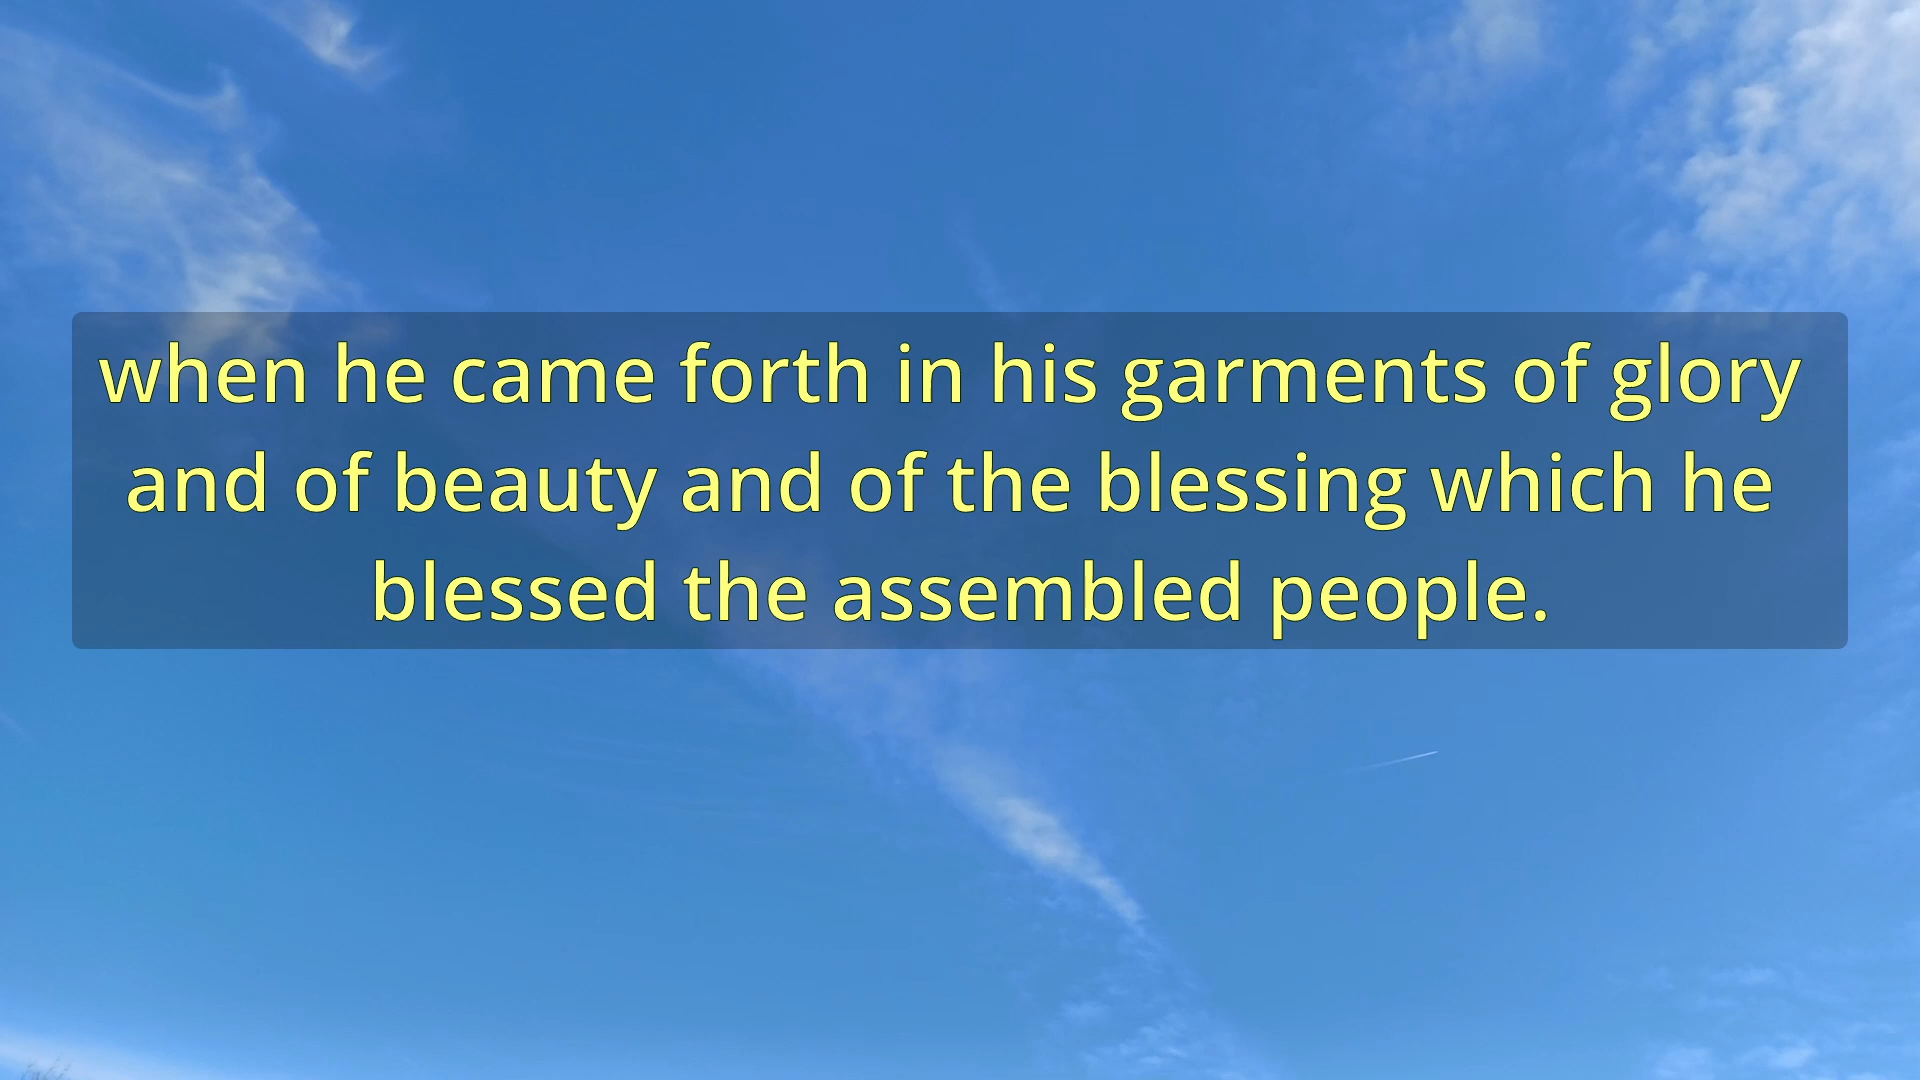 when he came forth in his garments of glory
and of beauty and of the blessing which he
blessed the assembled people.